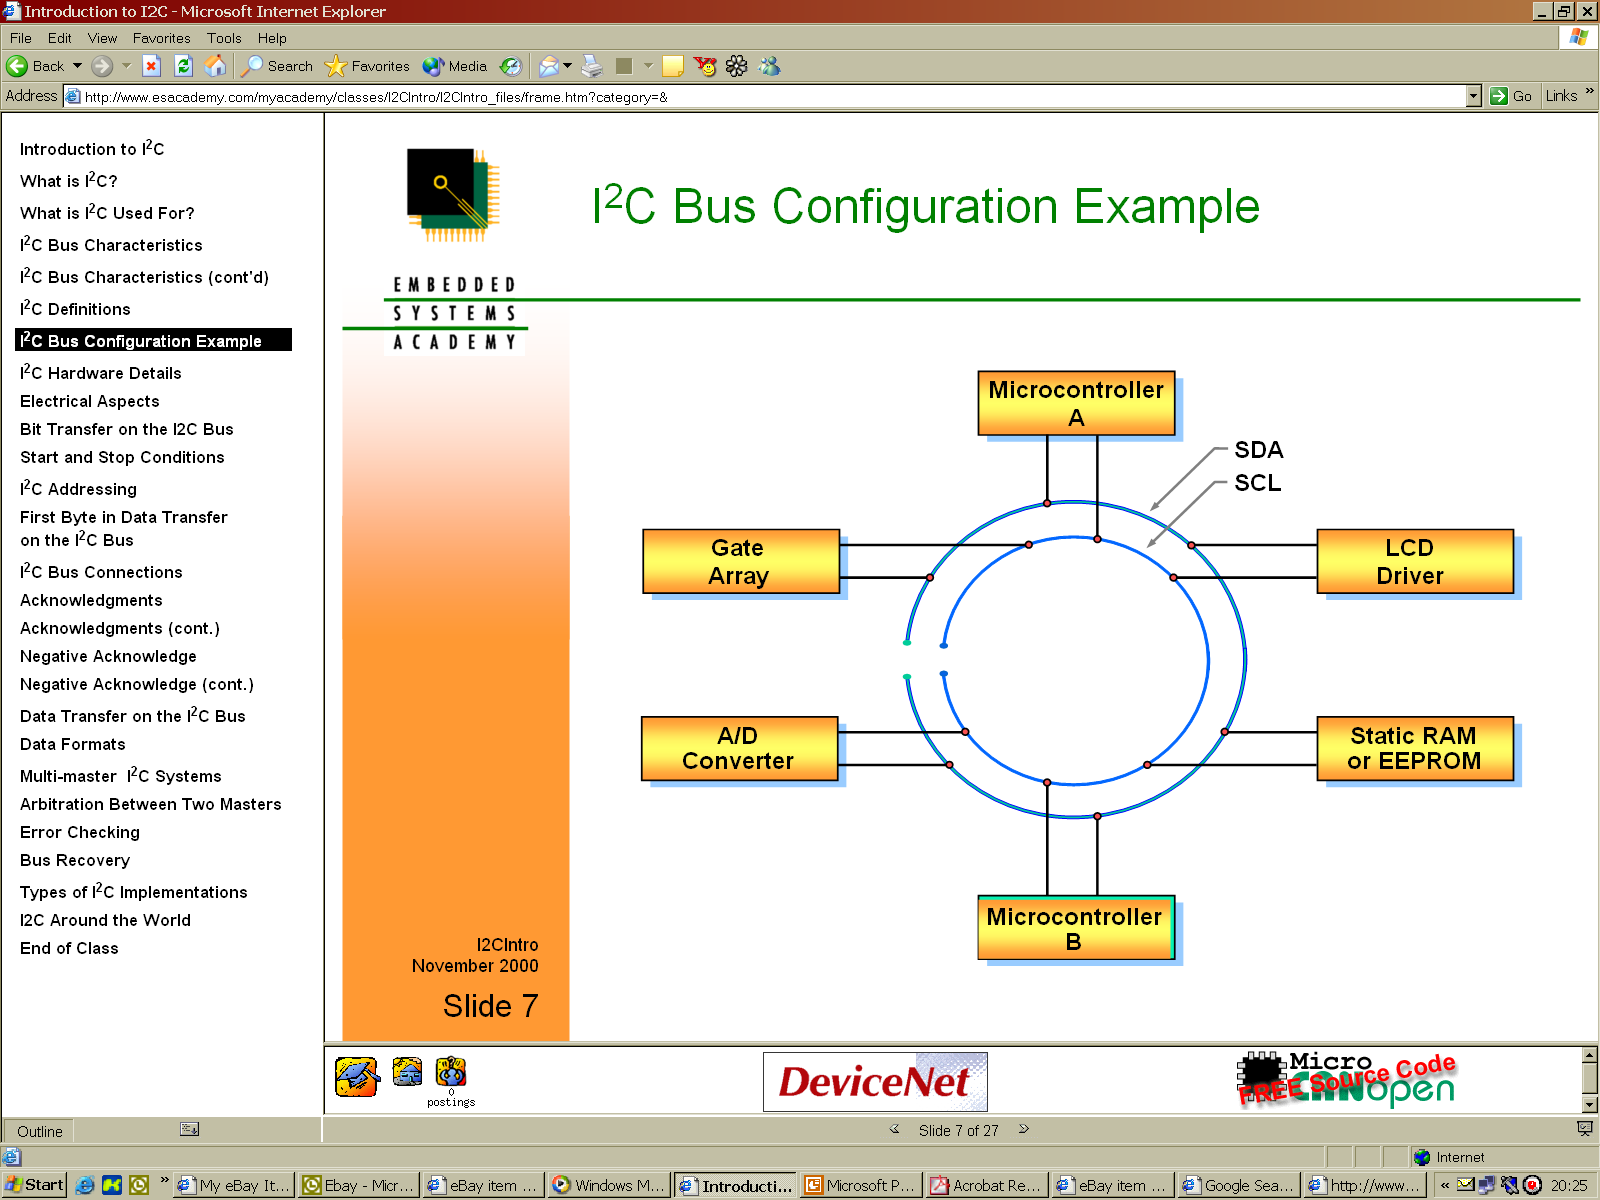 Introduction to I2C - Microsoft Internet Explorer
File Edit View Favorites Tools Help
Back Search Favorites Media
Address http://www.esacademy.com/myacademy/classes/I2CIntro/I2CIntro_files/frame.htm?category=& Go Links »
Introduction to I²C
What is I²C?
What is I²C Used For?
I²C Bus Characteristics
I²C Bus Characteristics (cont'd)
I²C Definitions
I²C Bus Configuration Example
I²C Hardware Details
Electrical Aspects
Bit Transfer on the I2C Bus
Start and Stop Conditions
I²C Addressing
First Byte in Data Transfer
on the I²C Bus
I²C Bus Connections
Acknowledgments
Acknowledgments (cont.)
Negative Acknowledge
Negative Acknowledge (cont.)
Data Transfer on the I²C Bus
Data Formats
Multi-master I²C Systems
Arbitration Between Two Masters
Error Checking
Bus Recovery
Types of I²C Implementations
I2C Around the World
End of Class
I²C Bus Configuration Example
EMBEDDED
SYSTEMS
ACADEMY
Microcontroller
A
SDA
SCL
Gate
Array
LCD
Driver
A/D
Converter
Static RAM
or EEPROM
Microcontroller
B
I2CIntro
November 2000
Slide 7
0
postings
DeviceNet
Micro
CANopen
FREE Source Code
Outline
Slide 7 of 27
Internet
Start » My eBay It... Ebay - Micr... eBay item ... Windows M... Introducti... Microsoft P... Acrobat Re... eBay item ... Google Sea... http://www... « 20:25